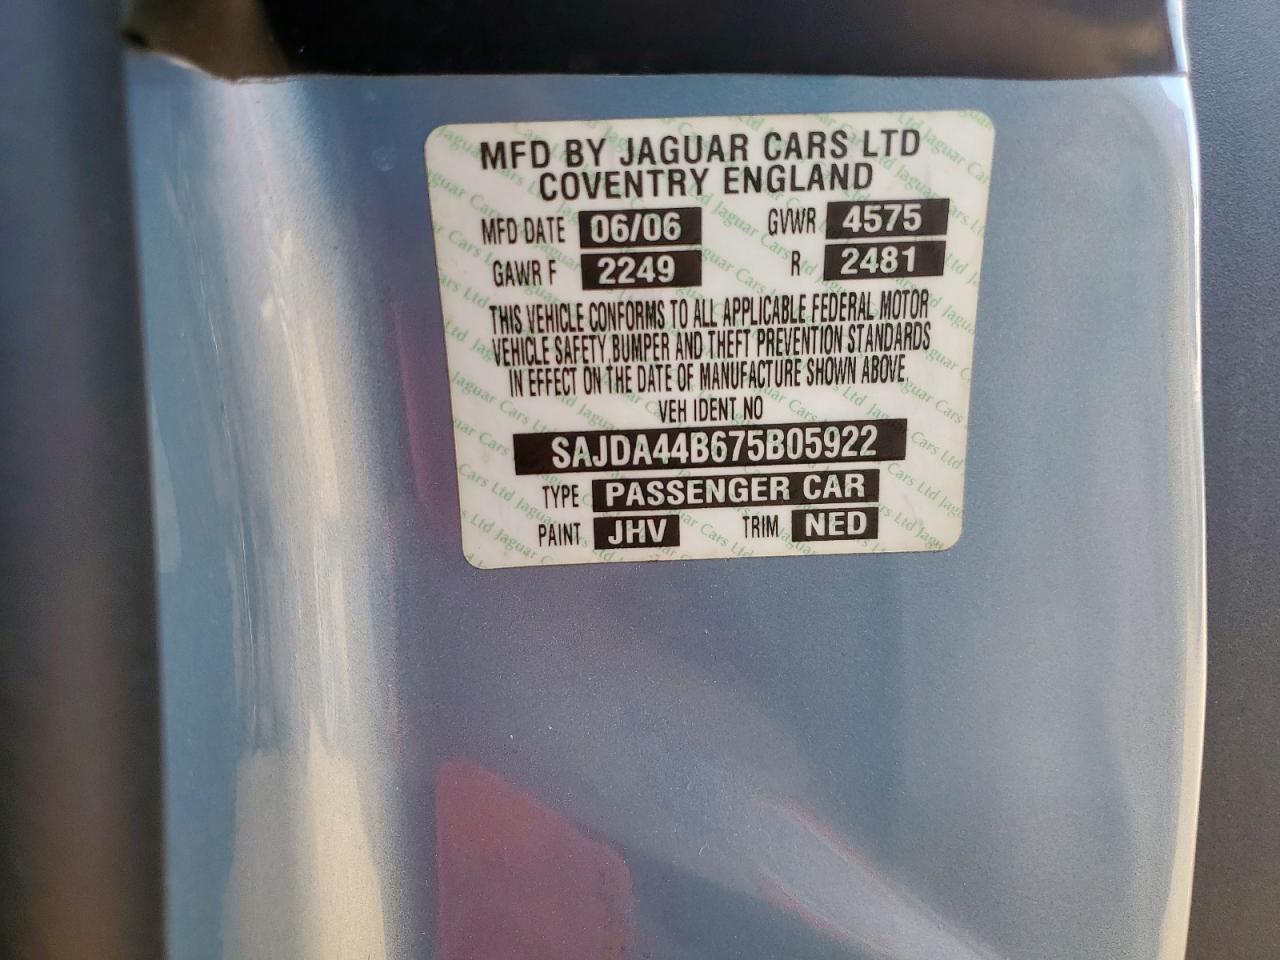 MFD BY JAGUAR CARS LTD
COVENTRY ENGLAND
MFD DATE 06/06 GVWR 4575
GAWR F 2249 R 2481
THIS VEHICLE CONFORMS TO ALL APPLICABLE FEDERAL MOTOR
VEHICLE SAFETY, BUMPER AND THEFT PREVENTION STANDARDS
IN EFFECT ON THE DATE OF MANUFACTURE SHOWN ABOVE.
VEH IDENT NO
SAJDA44B675B05922
TYPE PASSENGER CAR
PAINT JHV TRIM NED